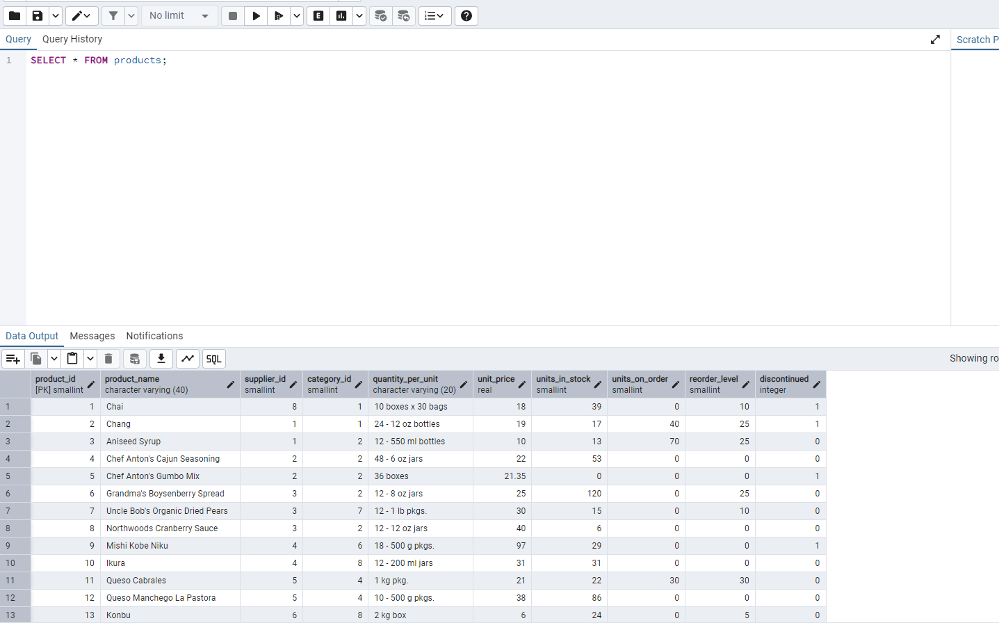 No limit
E
Query Query History
Scratch P
1 SELECT * FROM products;
Data Output Messages Notifications
SQL
Showing ro
product_id product_name supplier_id category_id quantity_per_unit unit_price units_in_stock units_on_order reorder_level discontinued
[PK] smallint character varying (40) smallint smallint character varying (20) real smallint smallint smallint integer
1 1 Chai 8 1 10 boxes x 30 bags 18 39 0 10 1
2 2 Chang 1 1 24 - 12 oz bottles 19 17 40 25 1
3 3 Aniseed Syrup 1 2 12 - 550 ml bottles 10 13 70 25 0
4 4 Chef Anton's Cajun Seasoning 2 2 48 - 6 oz jars 22 53 0 0 0
5 5 Chef Anton's Gumbo Mix 2 2 36 boxes 21.35 0 0 0 1
6 6 Grandma's Boysenberry Spread 3 2 12 - 8 oz jars 25 120 0 25 0
7 7 Uncle Bob's Organic Dried Pears 3 7 12 - 1 lb pkgs. 30 15 0 10 0
8 8 Northwoods Cranberry Sauce 3 2 12 - 12 oz jars 40 6 0 0 0
9 9 Mishi Kobe Niku 4 6 18 - 500 g pkgs. 97 29 0 0 1
10 10 Ikura 4 8 12 - 200 ml jars 31 31 0 0 0
11 11 Queso Cabrales 5 4 1 kg pkg. 21 22 30 30 0
12 12 Queso Manchego La Pastora 5 4 10 - 500 g pkgs. 38 86 0 0 0
13 13 Konbu 6 8 2 kg box 6 24 0 5 0